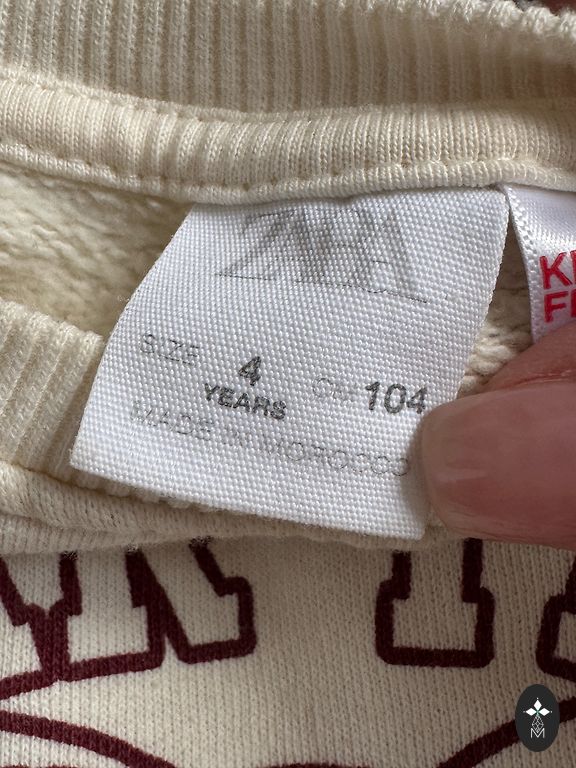 ZARA
SIZE 4 YEARS CM 104
MADE IN MOROCCO